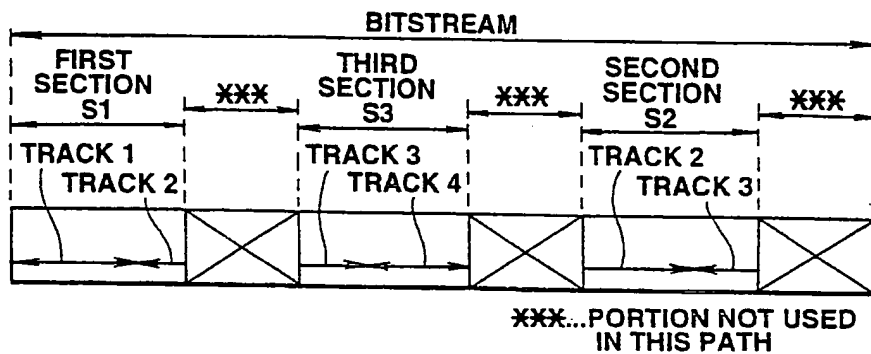 BITSTREAM
FIRST
SECTION
S1
XXX
THIRD
SECTION
S3
XXX
SECOND
SECTION
S2
XXX
TRACK 1
TRACK 2
TRACK 3
TRACK 4
TRACK 2
TRACK 3
XXX...PORTION NOT USED
IN THIS PATH